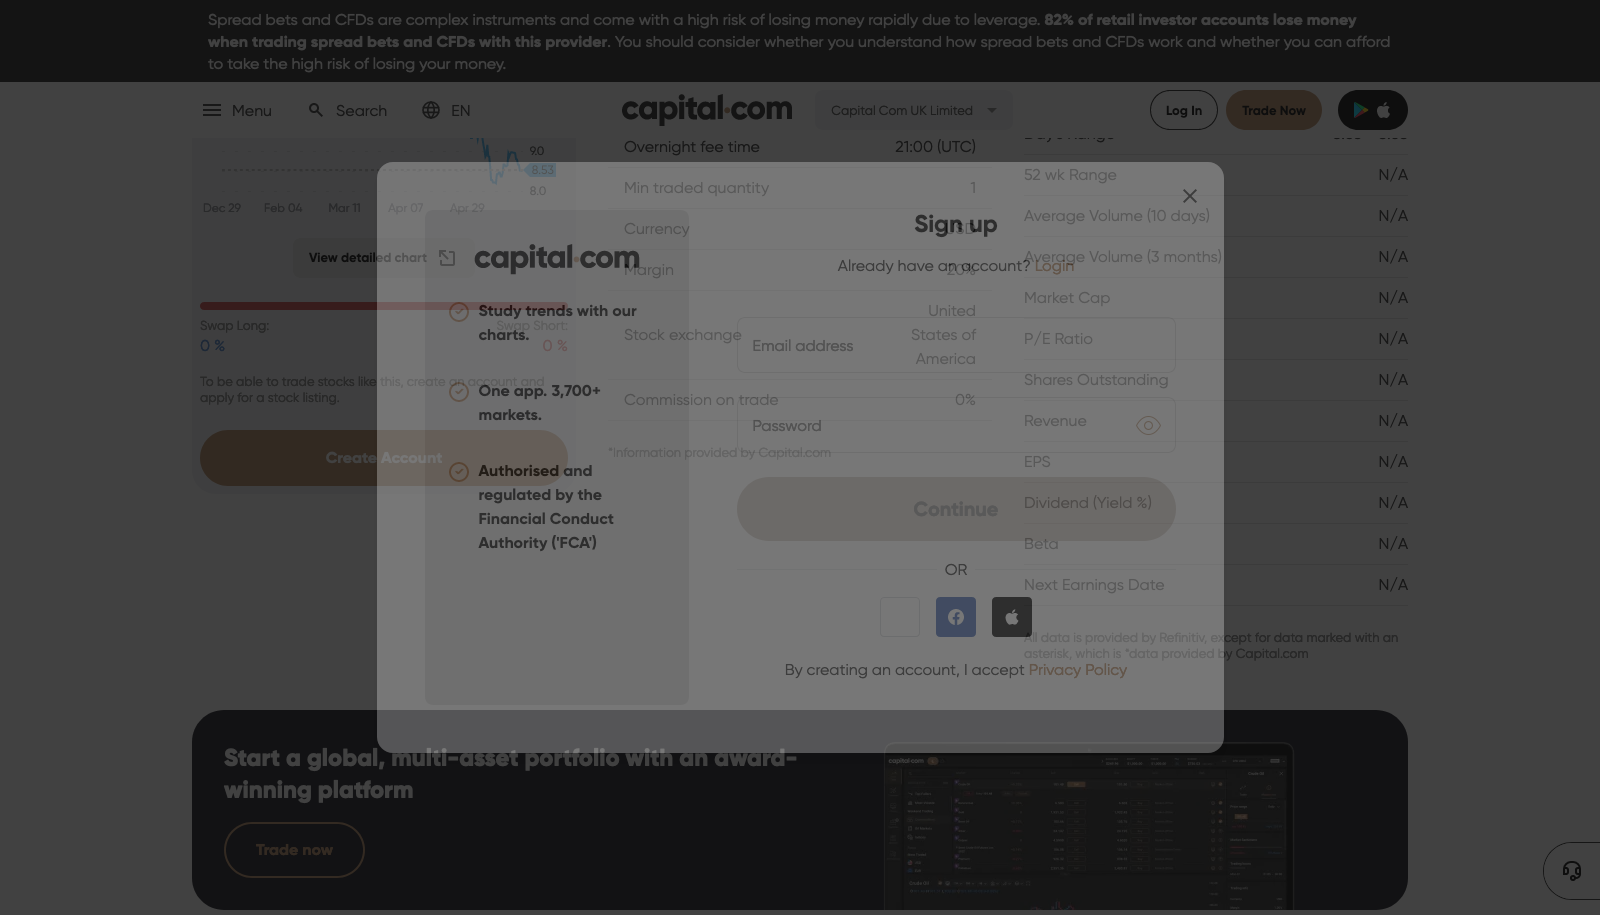 Spread bets and CFDs are complex instruments and come with a high risk of losing money rapidly due to leverage. 82% of retail investor accounts lose money
when trading spread bets and CFDs with this provider. You should consider whether you understand how spread bets and CFDs work and whether you can afford
to take the high risk of losing your money.
Menu
Search
EN
capital.com
Capital Com UK Limited
Log In
Trade Now
9.0
8.53
8.0
Dec 29
Feb 04
Mar 11
Apr 07
Apr 29
View detailed chart
Swap Long:
Swap Short:
0 %
0 %
To be able to trade stocks like this, create an account and
apply for a stock listing.
Create Account
Overnight fee time
21:00 (UTC)
Min traded quantity
1
Currency
USD
Margin
20%
Stock exchange
United
States of
America
Commission on trade
0%
*Information provided by Capital.com
52 wk Range
N/A
Average Volume (10 days)
N/A
Average Volume (3 months)
N/A
Market Cap
N/A
P/E Ratio
N/A
Shares Outstanding
N/A
Revenue
N/A
EPS
N/A
Dividend (Yield %)
N/A
Beta
N/A
Next Earnings Date
N/A
All data is provided by Refinitiv, except for data marked with an
asterisk, which is *data provided by Capital.com
capital.com
Study trends with our
charts.
One app. 3,700+
markets.
Authorised and
regulated by the
Financial Conduct
Authority ('FCA')
Sign up
Already have an account? Login
Email address
Password
Continue
OR
By creating an account, I accept Privacy Policy
Start a global, multi-asset portfolio with an award-
winning platform
Trade now
capital.com